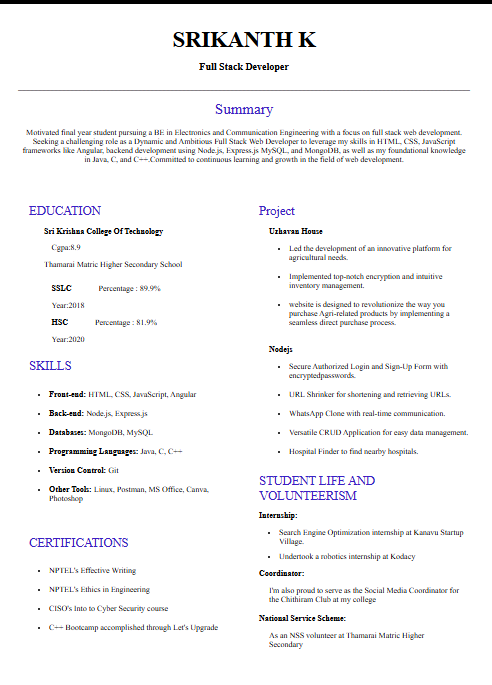 SRIKANTH K
Full Stack Developer
Summary
Motivated final year student pursuing a BE in Electronics and Communication Engineering with a focus on full stack web development.
Seeking a challenging role as a Dynamic and Ambitious Full Stack Web Developer to leverage my skills in HTML, CSS, JavaScript
frameworks like Angular, backend development using Node.js, Express.js MySQL, and MongoDB, as well as my foundational knowledge
in Java, C, and C++.Committed to continuous learning and growth in the field of web development.
EDUCATION
Sri Krishna College Of Technology
Cgpa:8.9
Thamarai Matric Higher Secondary School
SSLC Percentage : 89.9%
Year:2018
HSC Percentage : 81.9%
Year:2020
SKILLS
• Front-end: HTML, CSS, JavaScript, Angular
• Back-end: Node.js, Express.js
• Databases: MongoDB, MySQL
• Programming Languages: Java, C, C++
• Version Control: Git
• Other Tools: Linux, Postman, MS Office, Canva,
Photoshop
CERTIFICATIONS
• NPTEL's Effective Writing
• NPTEL's Ethics in Engineering
• CISO's Into to Cyber Security course
• C++ Bootcamp accomplished through Let's Upgrade
Project
Uzhavan House
• Led the development of an innovative platform for
agricultural needs.
• Implemented top-notch encryption and intuitive
inventory management.
• website is designed to revolutionize the way you
purchase Agri-related products by implementing a
seamless direct purchase process.
Nodejs
• Secure Authorized Login and Sign-Up Form with
encryptedpasswords.
• URL Shrinker for shortening and retrieving URLs.
• WhatsApp Clone with real-time communication.
• Versatile CRUD Application for easy data management.
• Hospital Finder to find nearby hospitals.
STUDENT LIFE AND
VOLUNTEERISM
Internship:
• Search Engine Optimization internship at Kanavu Startup
Village.
• Undertook a robotics internship at Kodacy
Coordinator:
I'm also proud to serve as the Social Media Coordinator for
the Chithiram Club at my college
National Service Scheme:
As an NSS volunteer at Thamarai Matric Higher
Secondary